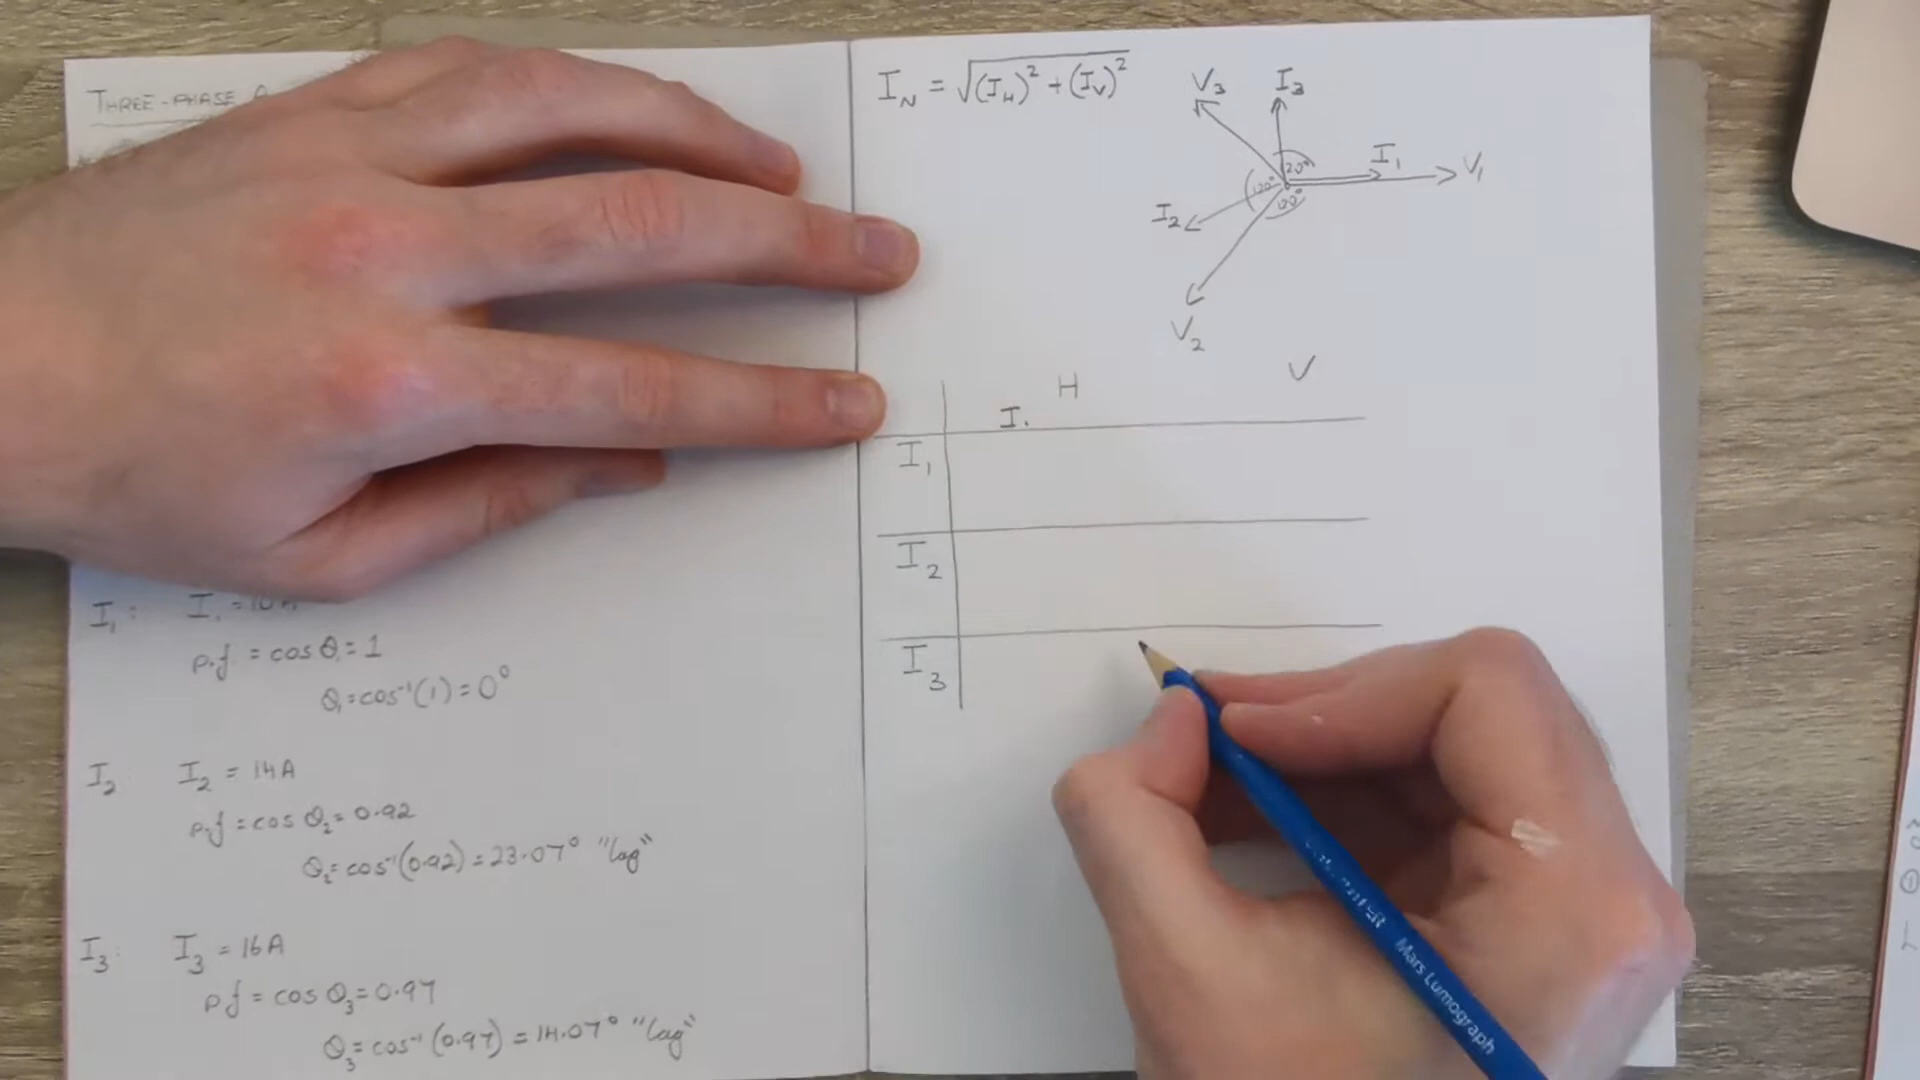 THREE-PHASE
I₁: I₁ = 10A
p.f. = cos θ₁ = 1
θ₁ = cos⁻¹(1) = 0°
I₂ I₂ = 14A
p.f = cos θ₂ = 0.92
θ₂ = cos⁻¹(0.92) = 23.07° "lag"
I₃: I₃ = 16A
pf = cos θ₃ = 0.97
θ₃ = cos⁻¹(0.97) = 14.07° "lag"
I_N = √(I_H)² + (I_V)²
V₃ I₃
120° I₁ V₁
120°
120°
I₂
V₂
H V
I.
I₁
I₂
I₃
Mars Lumograph